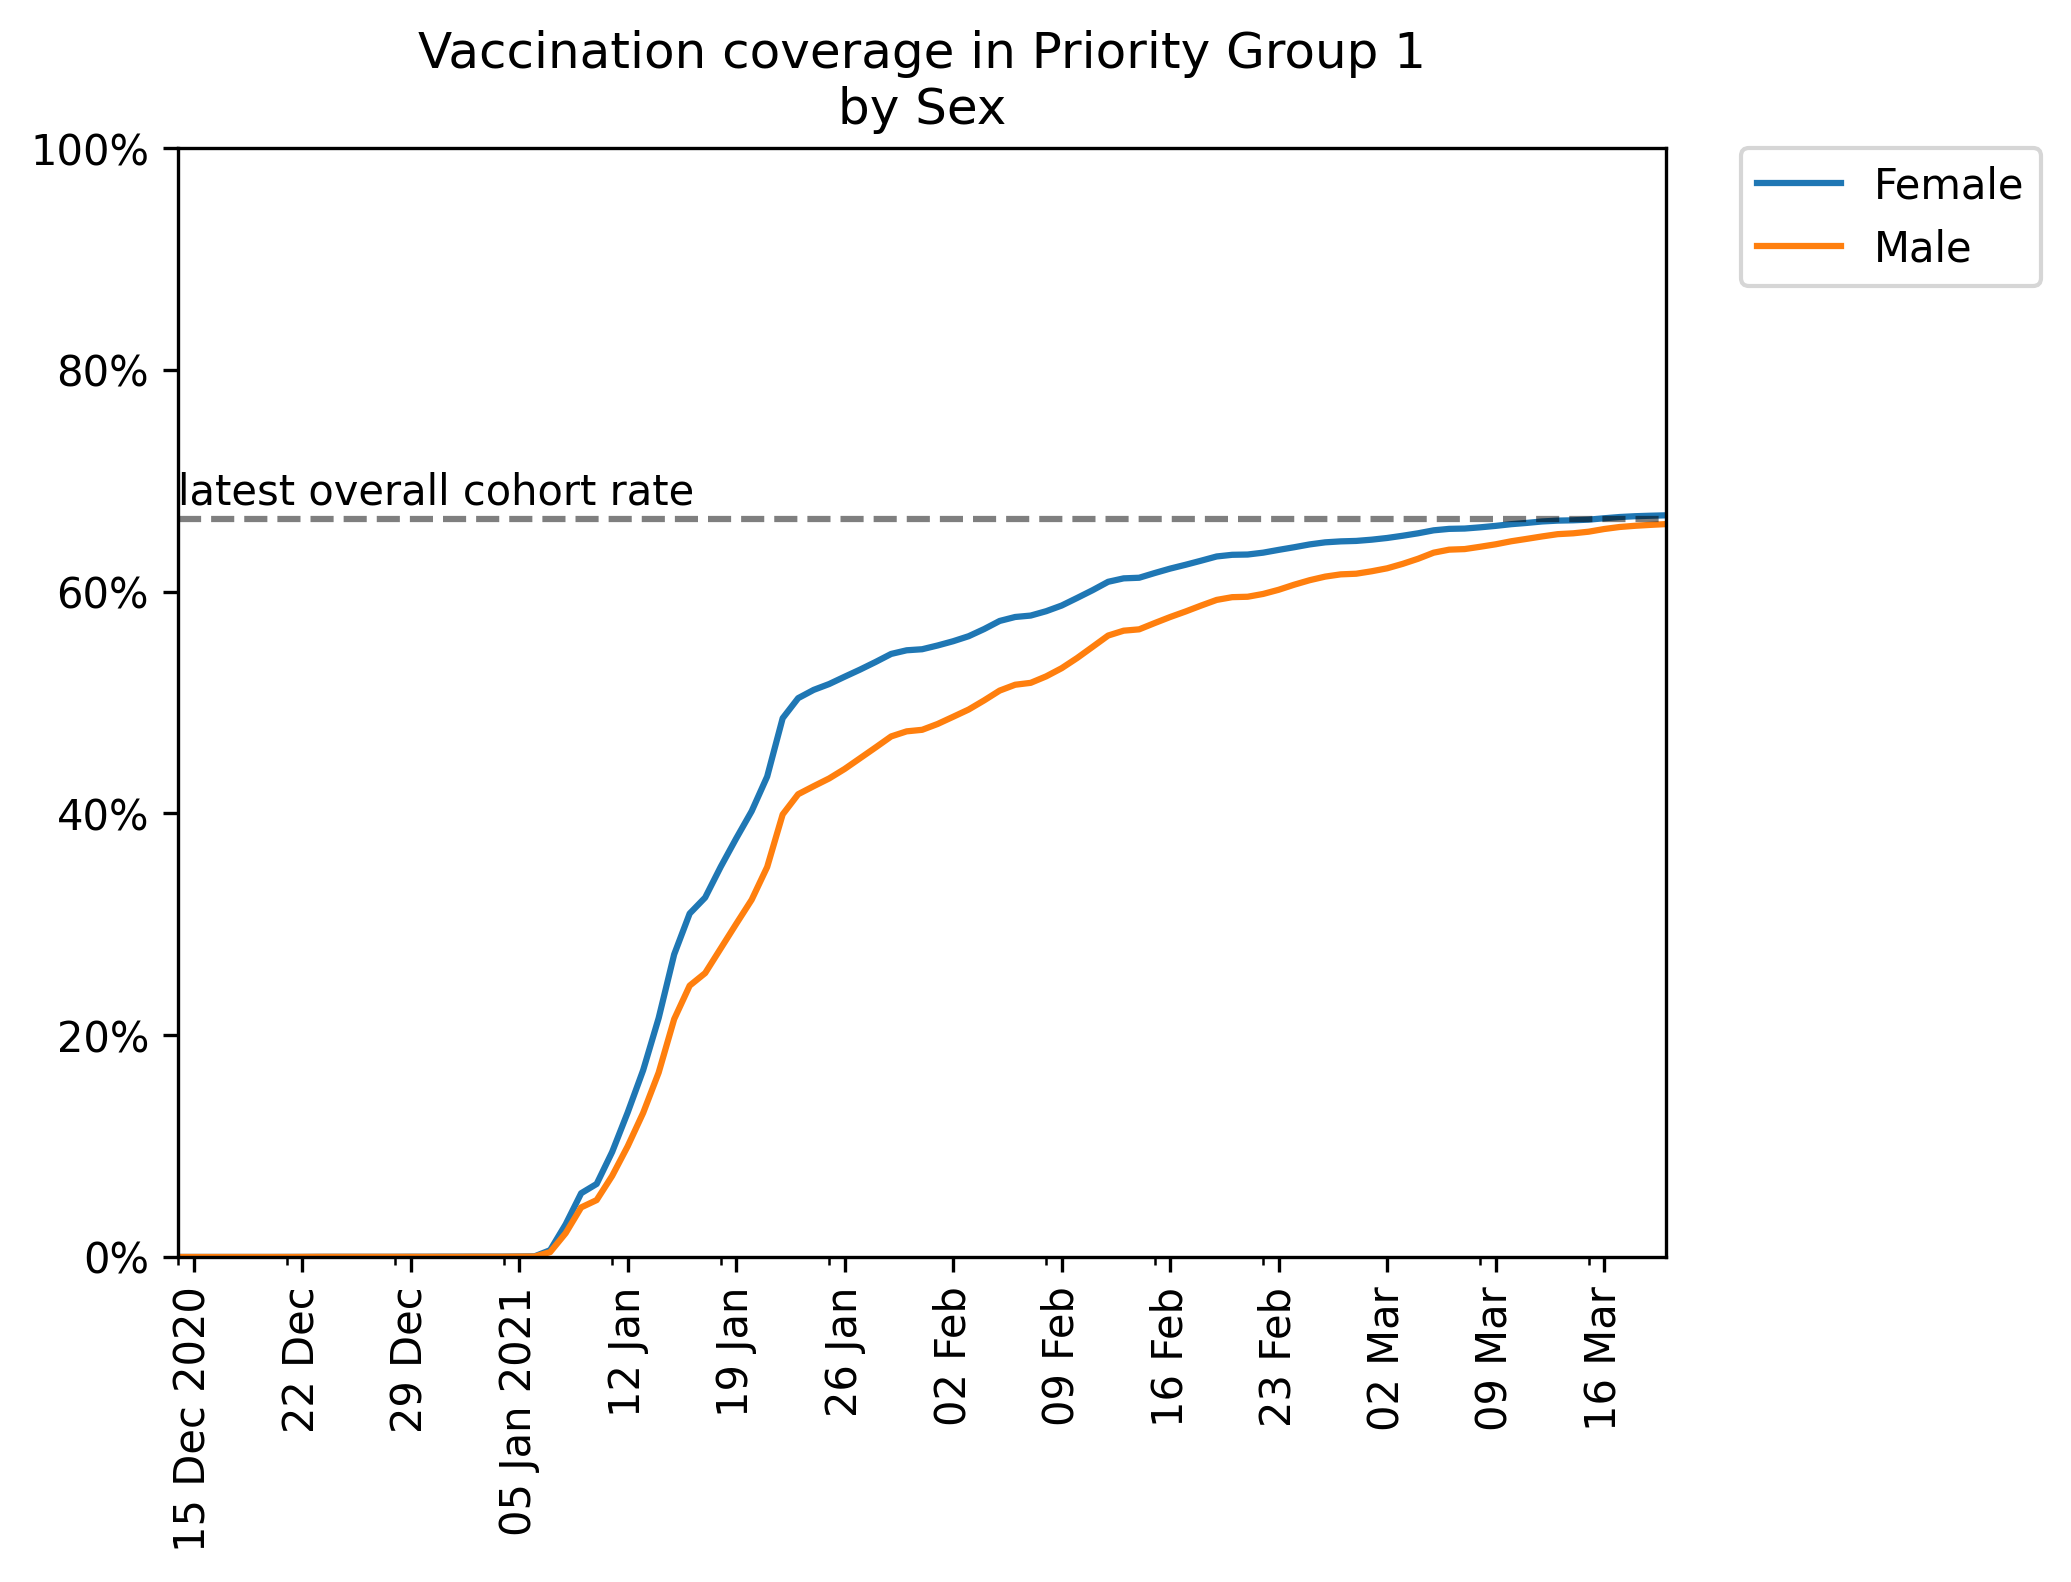 Vaccination coverage in Priority Group 1
by Sex
100%
80%
60%
40%
20%
0%
latest overall cohort rate
Female
Male
15 Dec 2020
22 Dec
29 Dec
05 Jan 2021
12 Jan
19 Jan
26 Jan
02 Feb
09 Feb
16 Feb
23 Feb
02 Mar
09 Mar
16 Mar